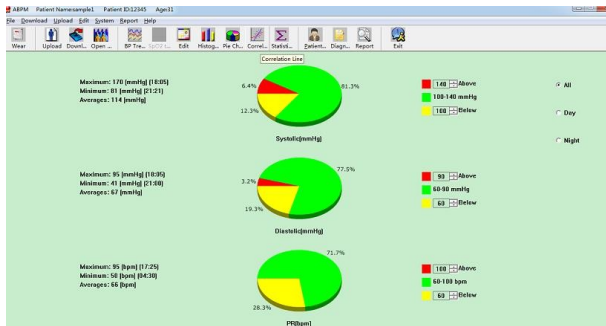 ABPM Patient Name:sample1 Patient ID:12345 Age:31
File Download Upload Edit System Report Help
Wear Upload Downl... Open ... BP Tre... SpO2 t... Edit Histog... Pie Ch... Correl... Statisti... Patient... Diagn... Report Exit
Correlation Line
Maximum: 170 [mmHg] (18:05)
Minimum: 81 [mmHg] (21:21)
Averages: 114 [mmHg]
6.4%
81.3%
12.3%
Systolic[mmHg]
140 Above
100-140 mmHg
100 Below
All
Day
Night
Maximum: 95 [mmHg] (18:05)
Minimum: 41 [mmHg] (21:00)
Averages: 67 [mmHg]
3.2%
77.5%
19.3%
Diastolic[mmHg]
90 Above
60-90 mmHg
60 Below
Maximum: 95 [bpm] (17:25)
Minimum: 50 [bpm] (04:30)
Averages: 66 [bpm]
71.7%
28.3%
PR[bpm]
100 Above
60-100 bpm
60 Below